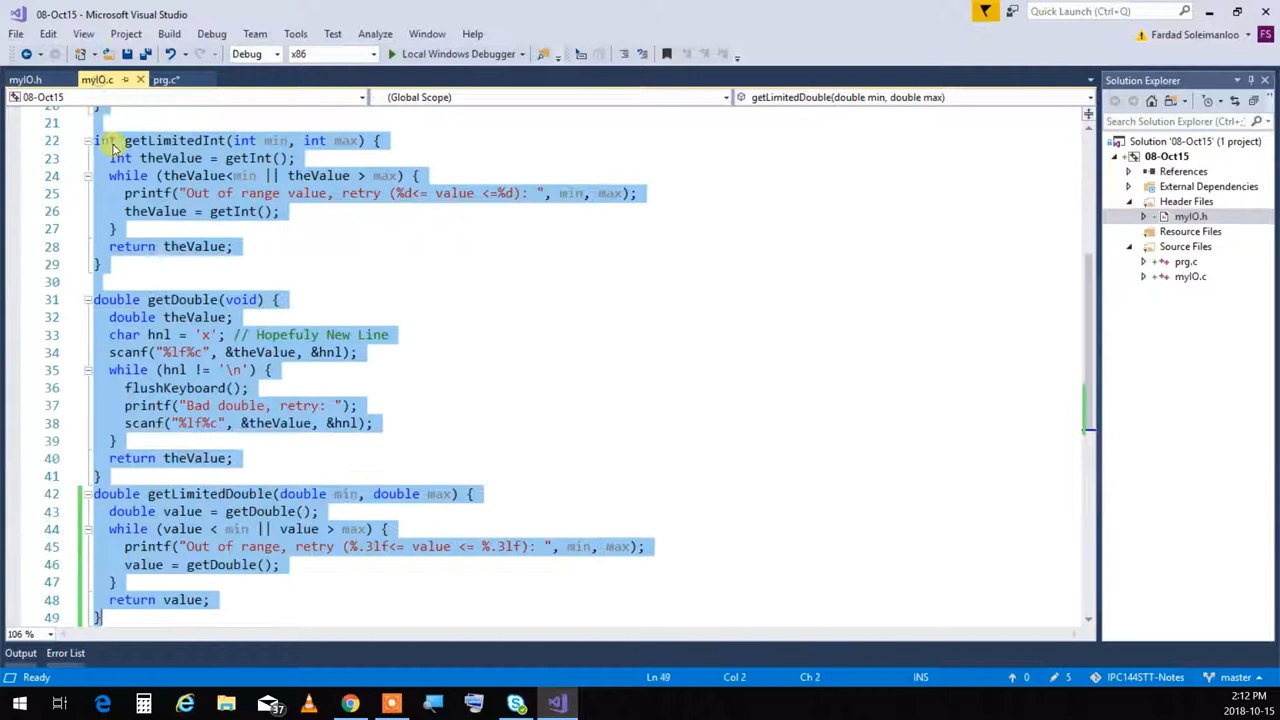 08-Oct15 - Microsoft Visual Studio
Quick Launch (Ctrl+Q)
File Edit View Project Build Debug Team Tools Test Analyze Window Help
Fardad Soleimanloo FS
Debug x86 Local Windows Debugger
myIO.h myIO.c prg.c*
Solution Explorer
08-Oct15 (Global Scope) getLimitedDouble(double min, double max)
20 }
21
22 int getLimitedInt(int min, int max) {
23 int theValue = getInt();
24 while (theValue<min || theValue > max) {
25 printf("Out of range value, retry (%d<= value <=%d): ", min, max);
26 theValue = getInt();
27 }
28 return theValue;
29 }
30
31 double getDouble(void) {
32 double theValue;
33 char hnl = 'x'; // Hopefuly New Line
34 scanf("%lf%c", &theValue, &hnl);
35 while (hnl != '\n') {
36 flushKeyboard();
37 printf("Bad double, retry: ");
38 scanf("%lf%c", &theValue, &hnl);
39 }
40 return theValue;
41 }
42 double getLimitedDouble(double min, double max) {
43 double value = getDouble();
44 while (value < min || value > max) {
45 printf("Out of range, retry (%.3lf<= value <= %.3lf): ", min, max);
46 value = getDouble();
47 }
48 return value;
49 }
Search Solution Explorer (Ctrl+;)
Solution '08-Oct15' (1 project)
08-Oct15
References
External Dependencies
Header Files
myIO.h
Resource Files
Source Files
prg.c
myIO.c
106 %
Output Error List
Ready Ln 49 Col 2 Ch 2 INS 0 5 IPC144STT-Notes master
37
2:12 PM
2018-10-15